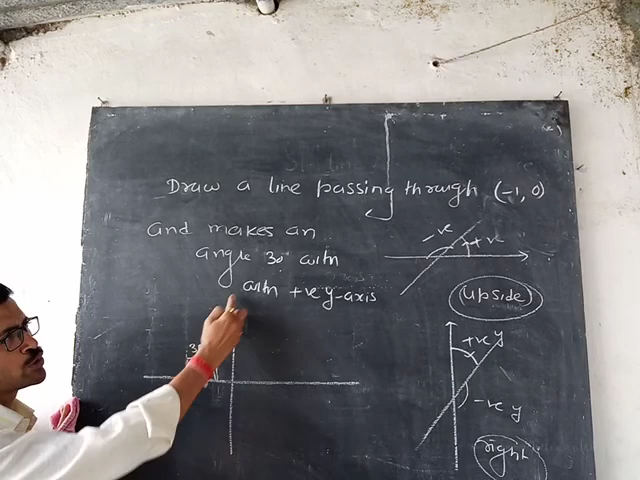 Draw a line passing through (-1, 0)
and makes an
angle 30° with
with +ve y-axis
-ve
+ve
upside
+ve y
-ve y
right
3